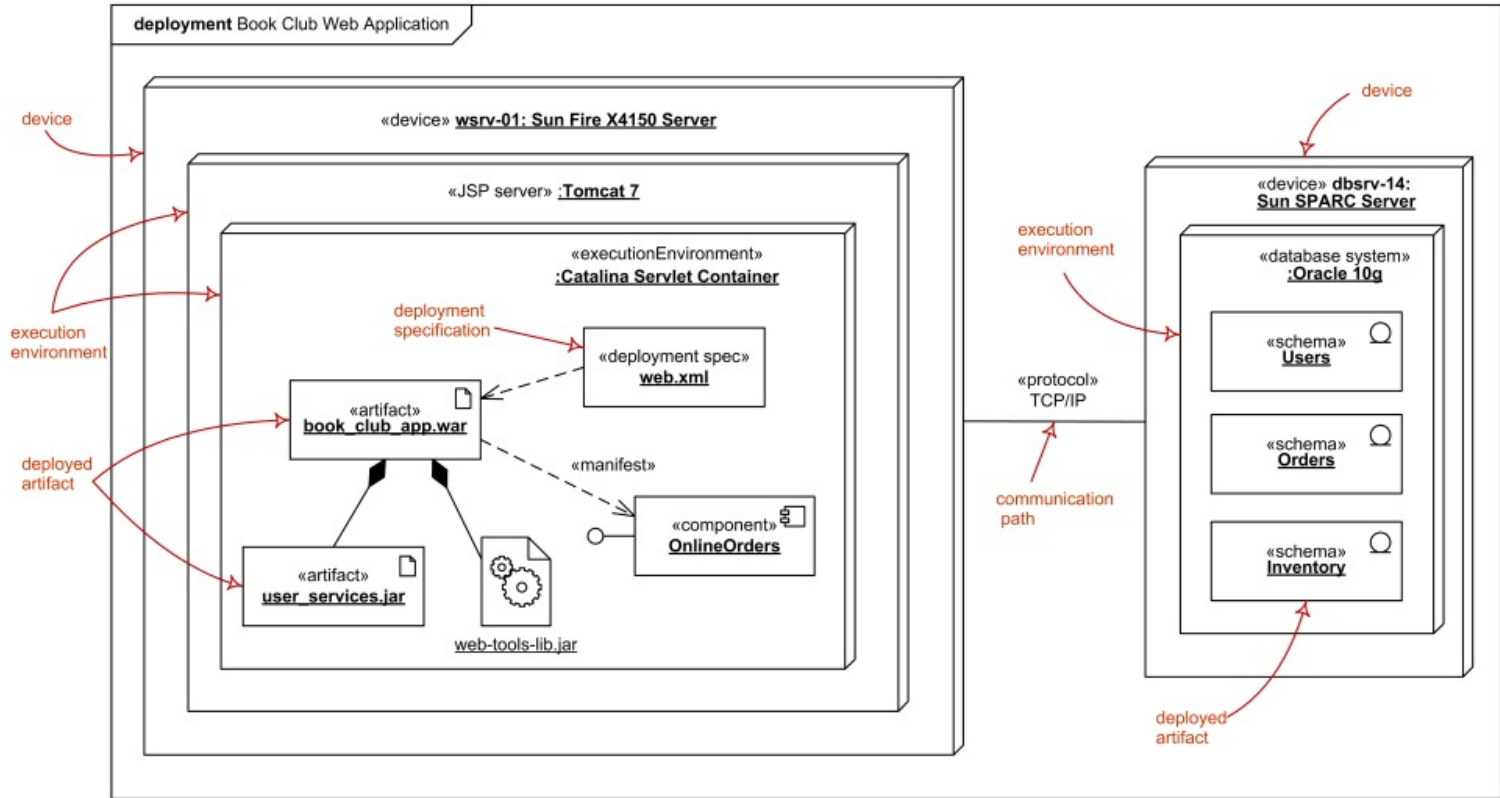 deployment Book Club Web Application
device
«device» wsrv-01: Sun Fire X4150 Server
«JSP server» :Tomcat 7
execution
environment
«executionEnvironment»
:Catalina Servlet Container
deployment
specification
«deployment spec»
web.xml
«artifact»
book_club_app.war
deployed
artifact
«manifest»
«component»
OnlineOrders
«artifact»
user_services.jar
web-tools-lib.jar
«protocol»
TCP/IP
communication
path
device
«device» dbsrv-14:
Sun SPARC Server
execution
environment
«database system»
:Oracle 10g
«schema»
Users
«schema»
Orders
«schema»
Inventory
deployed
artifact